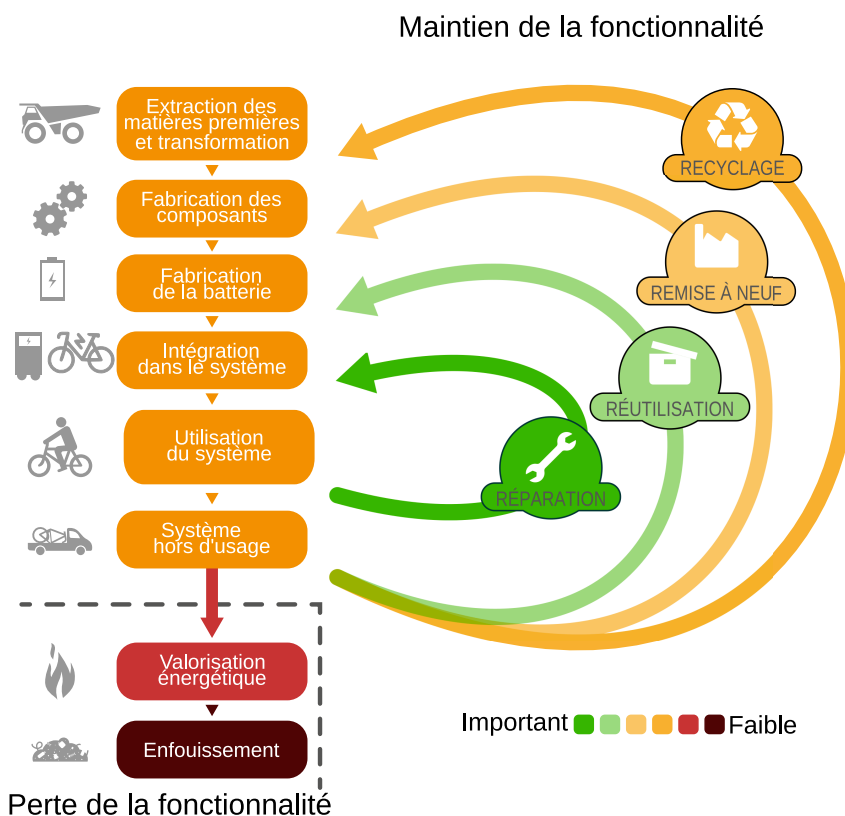 Maintien de la fonctionnalité
Extraction des
matières premières
et transformation
RECYCLAGE
Fabrication des
composants
REMISE À NEUF
Fabrication
de la batterie
Intégration
dans le système
RÉUTILISATION
Utilisation
du système
RÉPARATION
Système
hors d'usage
Valorisation
énergétique
Important
Faible
Enfouissement
Perte de la fonctionnalité